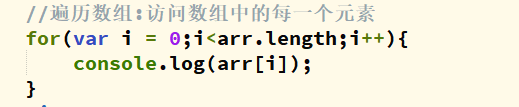 //遍历数组:访问数组中的每一个元素
for(var i = 0;i<arr.length;i++){
    console.log(arr[i]);
}